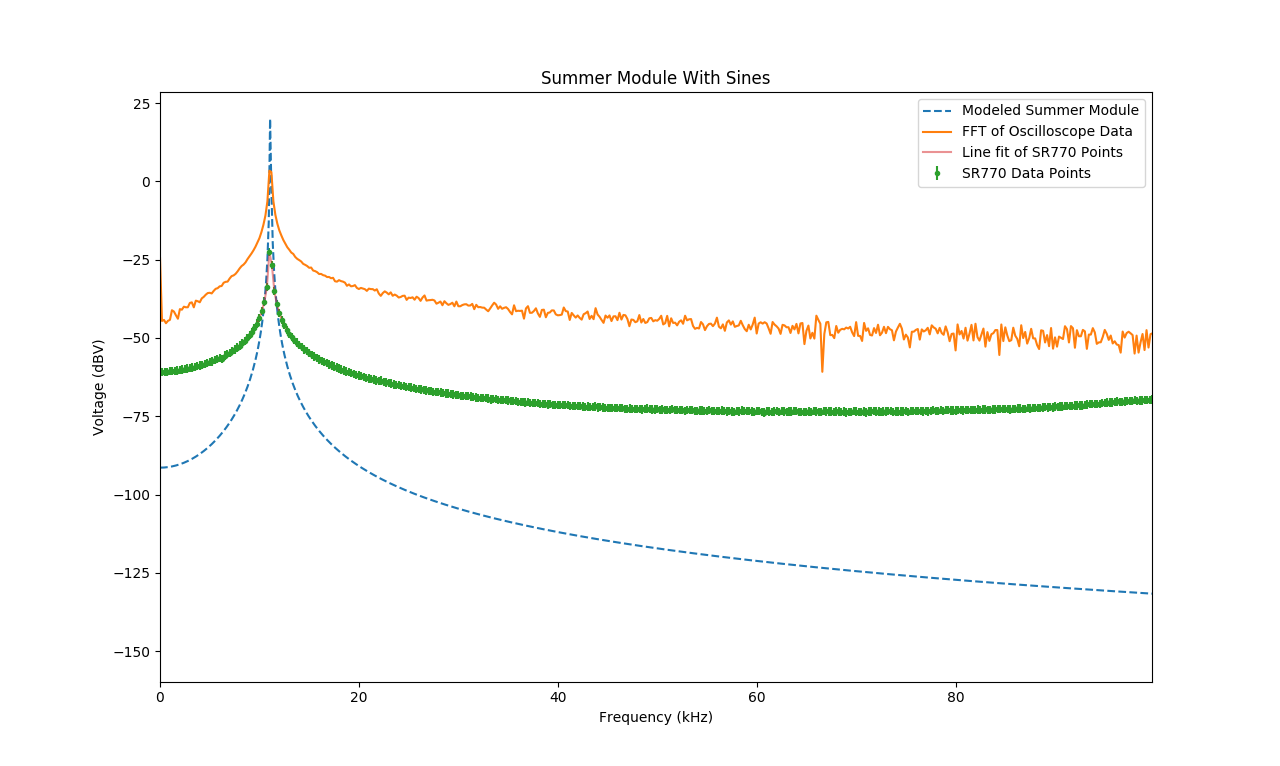 Summer Module With Sines
Modeled Summer Module
FFT of Oscilloscope Data
Line fit of SR770 Points
SR770 Data Points
25
0
−25
−50
−75
−100
−125
−150
Voltage (dBV)
0 20 40 60 80
Frequency (kHz)